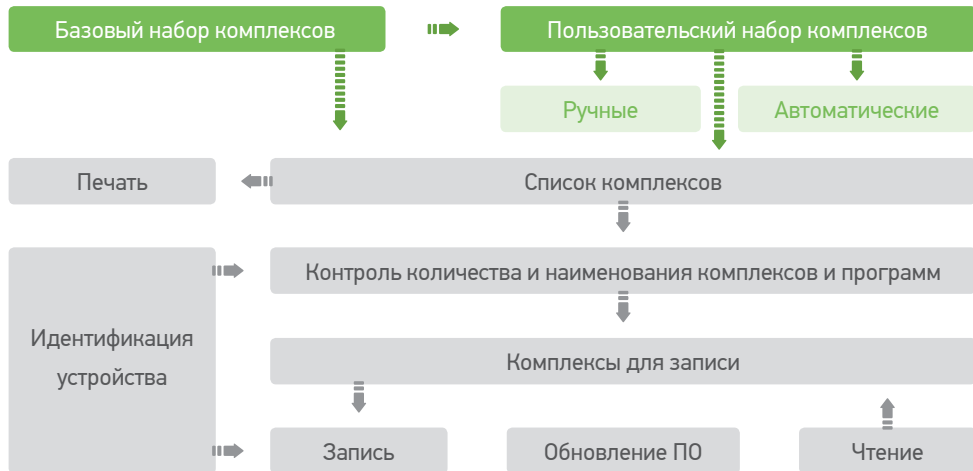 Базовый набор комплексов
Пользовательский набор комплексов
Ручные
Автоматические
Печать
Список комплексов
Контроль количества и наименования комплексов и программ
Идентификация
устройства
Комплексы для записи
Запись
Обновление ПО
Чтение